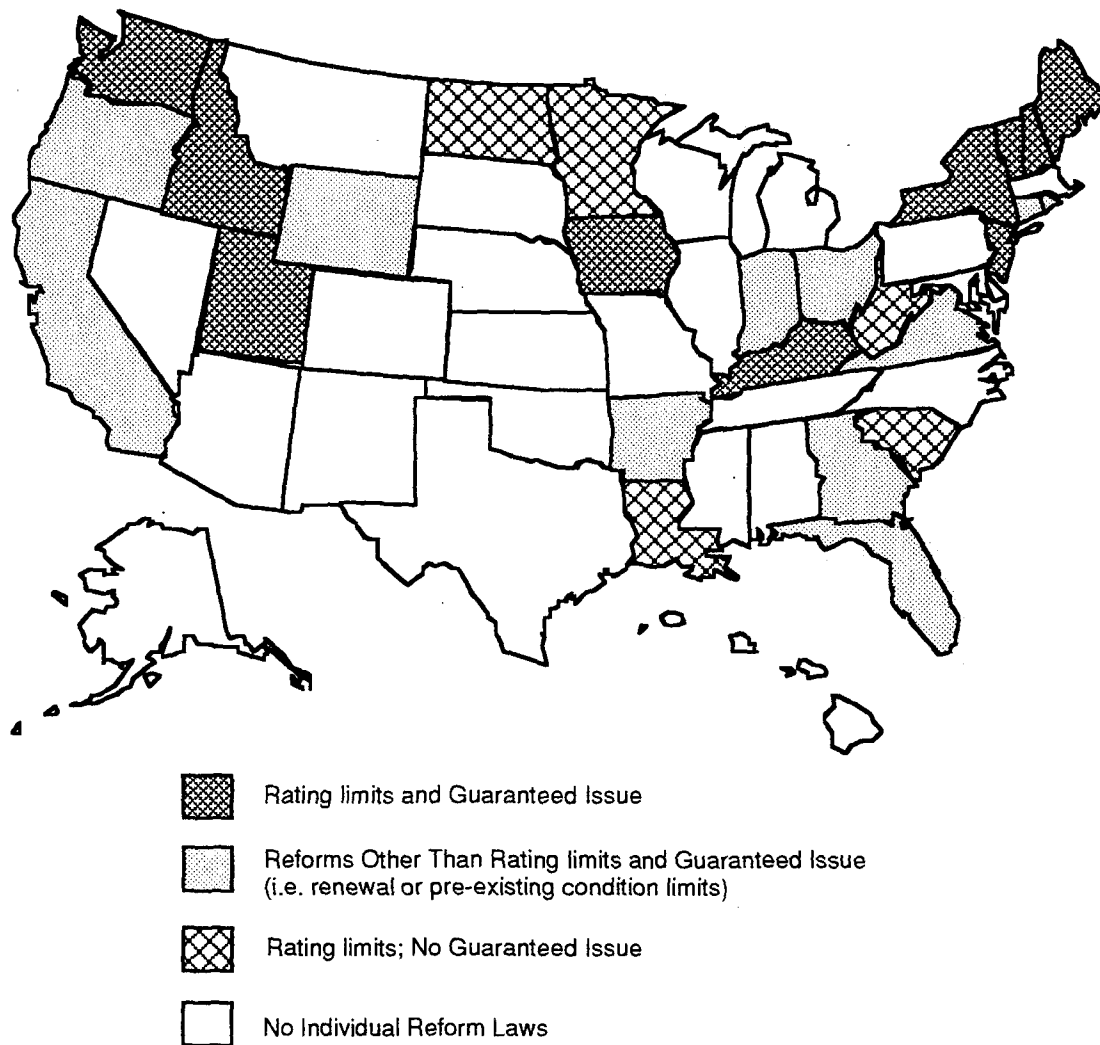 Rating limits and Guaranteed Issue
Reforms Other Than Rating limits and Guaranteed Issue
(i.e. renewal or pre-existing condition limits)
Rating limits; No Guaranteed Issue
No Individual Reform Laws